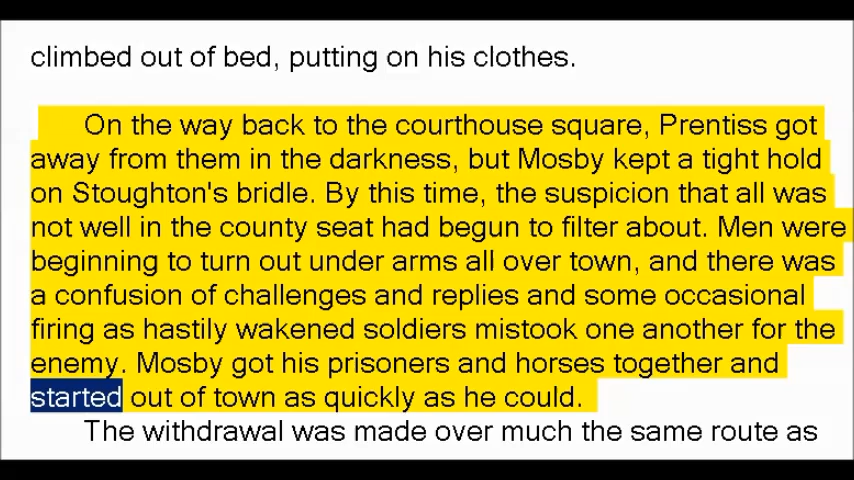 climbed out of bed, putting on his clothes.
On the way back to the courthouse square, Prentiss got
away from them in the darkness, but Mosby kept a tight hold
on Stoughton's bridle. By this time, the suspicion that all was
not well in the county seat had begun to filter about. Men were
beginning to turn out under arms all over town, and there was
a confusion of challenges and replies and some occasional
firing as hastily wakened soldiers mistook one another for the
enemy. Mosby got his prisoners and horses together and
started out of town as quickly as he could.
The withdrawal was made over much the same route as